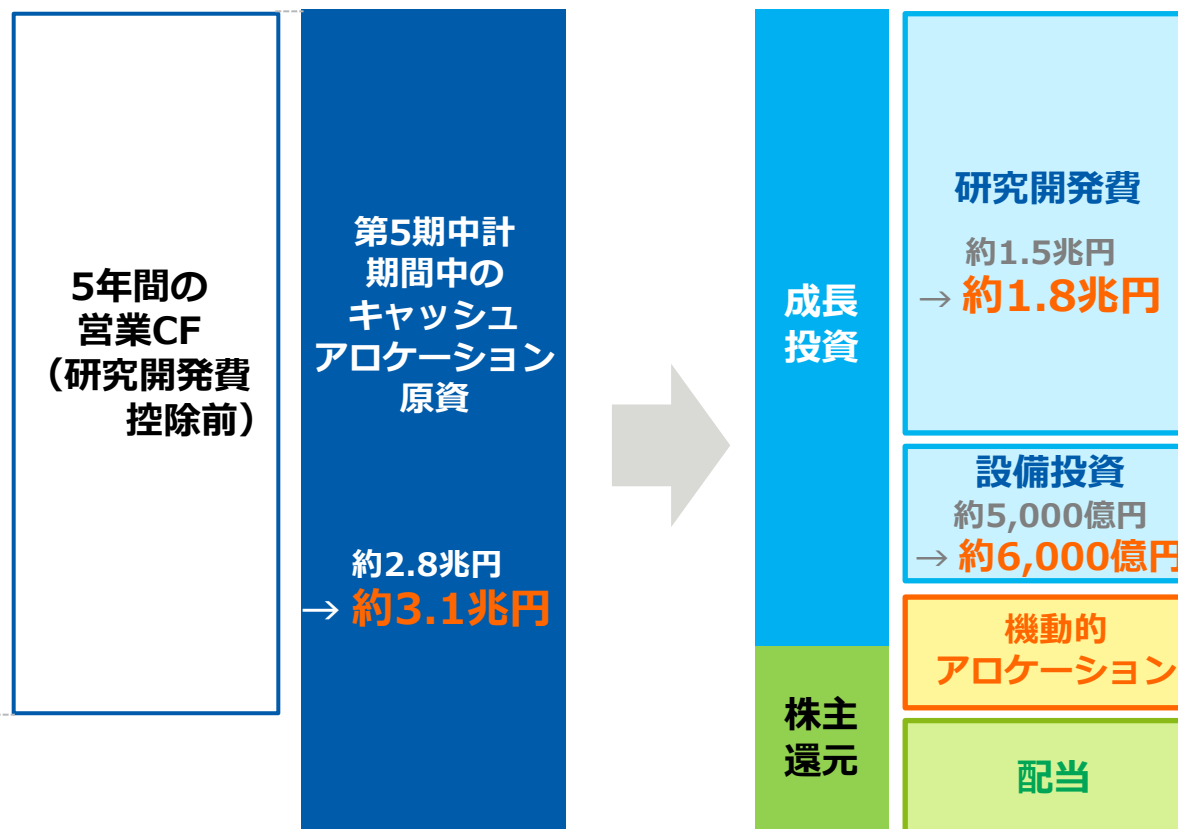 5年間の
営業CF
（研究開発費
控除前）
第5期中計
期間中の
キャッシュ
アロケーション
原資
約2.8兆円
→ 約3.1兆円
成長
投資
株主
還元
研究開発費
約1.5兆円
→ 約1.8兆円
設備投資
約5,000億円
→ 約6,000億円
機動的
アロケーション
配当